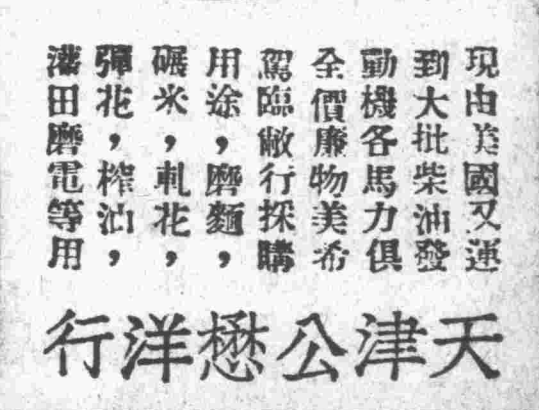 現由美國又運
到大批柴油發
動機各馬力俱
全價廉物美希
駕臨敝行採購
用途，磨麵，
碾米，軋花，
彈花，榨油，
灌田磨電等用
天津公懋洋行